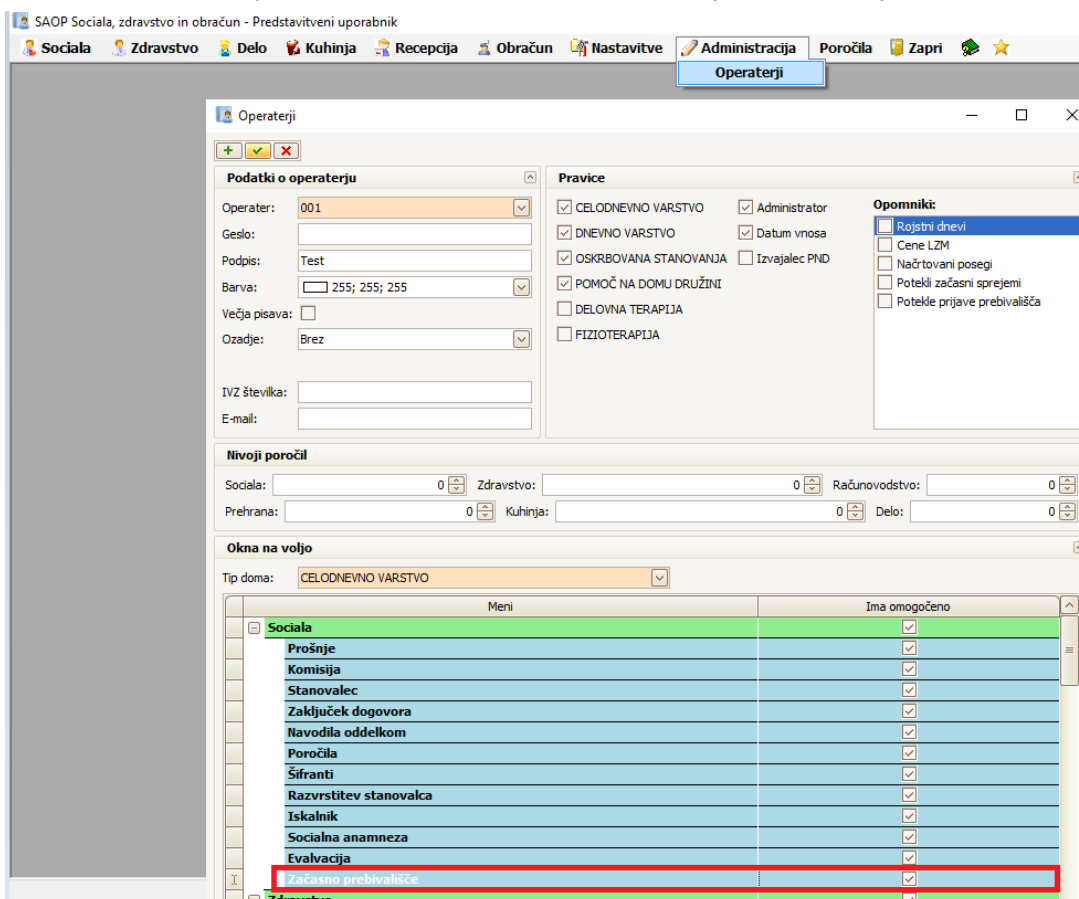 SAOP Sociala, zdravstvo in obračun - Predstavitveni uporabnik
Sociala Zdravstvo Delo Kuhinja Recepcija Obračun Nastavitve Administracija Poročila Zapri
Operaterji
Operaterji
Podatki o operaterju
Operater: 001
Geslo:
Podpis: Test
Barva: 255; 255; 255
Večja pisava:
Ozadje: Brez
IVZ številka:
E-mail:
Pravice
CELODNEVNO VARSTVO Administrator
DNEVNO VARSTVO Datum vnosa
OSKRBOVANA STANOVANJA Izvajalec PND
POMOČ NA DOMU DRUŽINI
DELOVNA TERAPIJA
FIZIOTERAPIJA
Opomniki:
Rojstni dnevi
Cene LZM
Načrtovani posegi
Potekli začasni sprejemi
Potekle prijave prebivališča
Nivoji poročil
Sociala: 0 Zdravstvo: 0 Računovodstvo: 0
Prehrana: 0 Kuhinja: 0 Delo: 0
Okna na voljo
Tip doma: CELODNEVNO VARSTVO
Meni Ima omogočeno
Sociala
Prošnje
Komisija
Stanovalec
Zaključek dogovora
Navodila oddelkom
Poročila
Šifranti
Razvrstitev stanovalca
Iskalnik
Socialna anamneza
Evalvacija
Začasno prebivališče
Zdravstvo